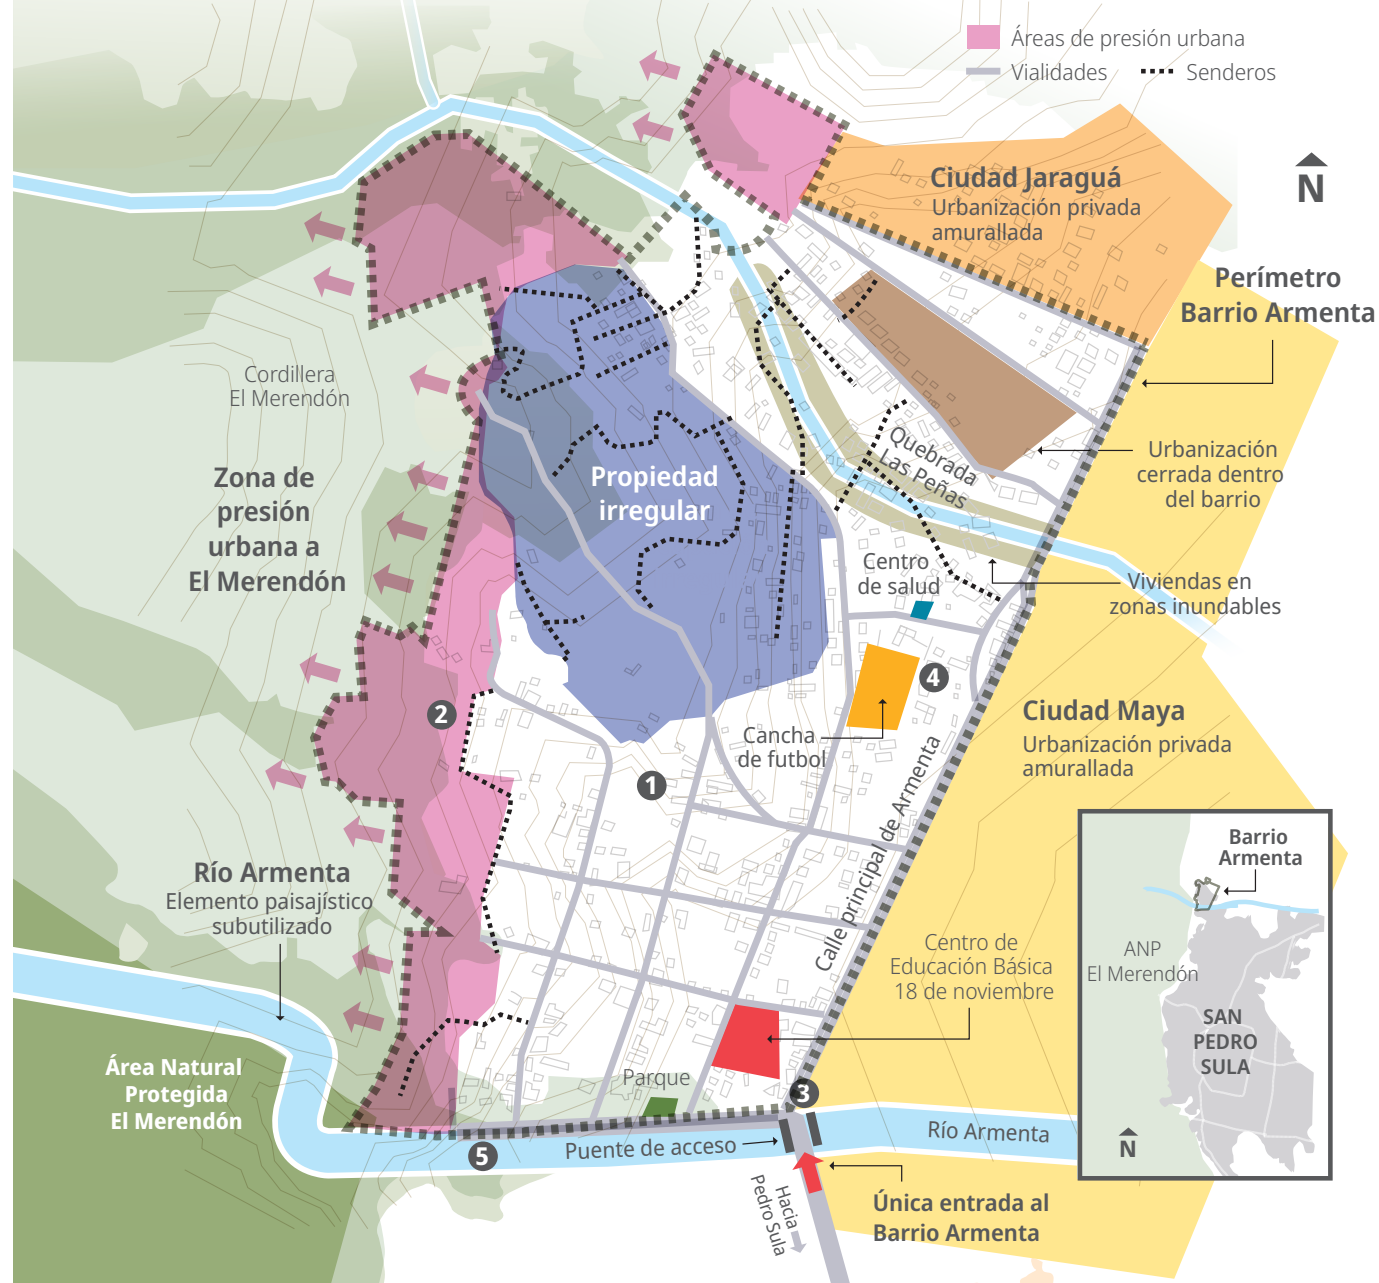 Áreas de presión urbana
Vialidades
Senderos
N
Ciudad Jaraguá
Urbanización privada
amurallada
Perímetro
Barrio Armenta
Cordillera
El Merendón
Urbanización
cerrada dentro
del barrio
Quebrada
Las Peñas
Zona de
presión
urbana a
El Merendón
Propiedad
irregular
Centro
de salud
Viviendas en
zonas inundables
4
2
Ciudad Maya
Urbanización privada
amurallada
Cancha
de futbol
1
Calle principal de Armenta
Barrio
Armenta
ANP
El Merendón
SAN
PEDRO
SULA
N
Río Armenta
Elemento paisajístico
subutilizado
Centro de
Educación Básica
18 de noviembre
Área Natural
Protegida
El Merendón
Parque
3
5
Puente de acceso
Río Armenta
Hacia
Pedro Sula
Única entrada al
Barrio Armenta